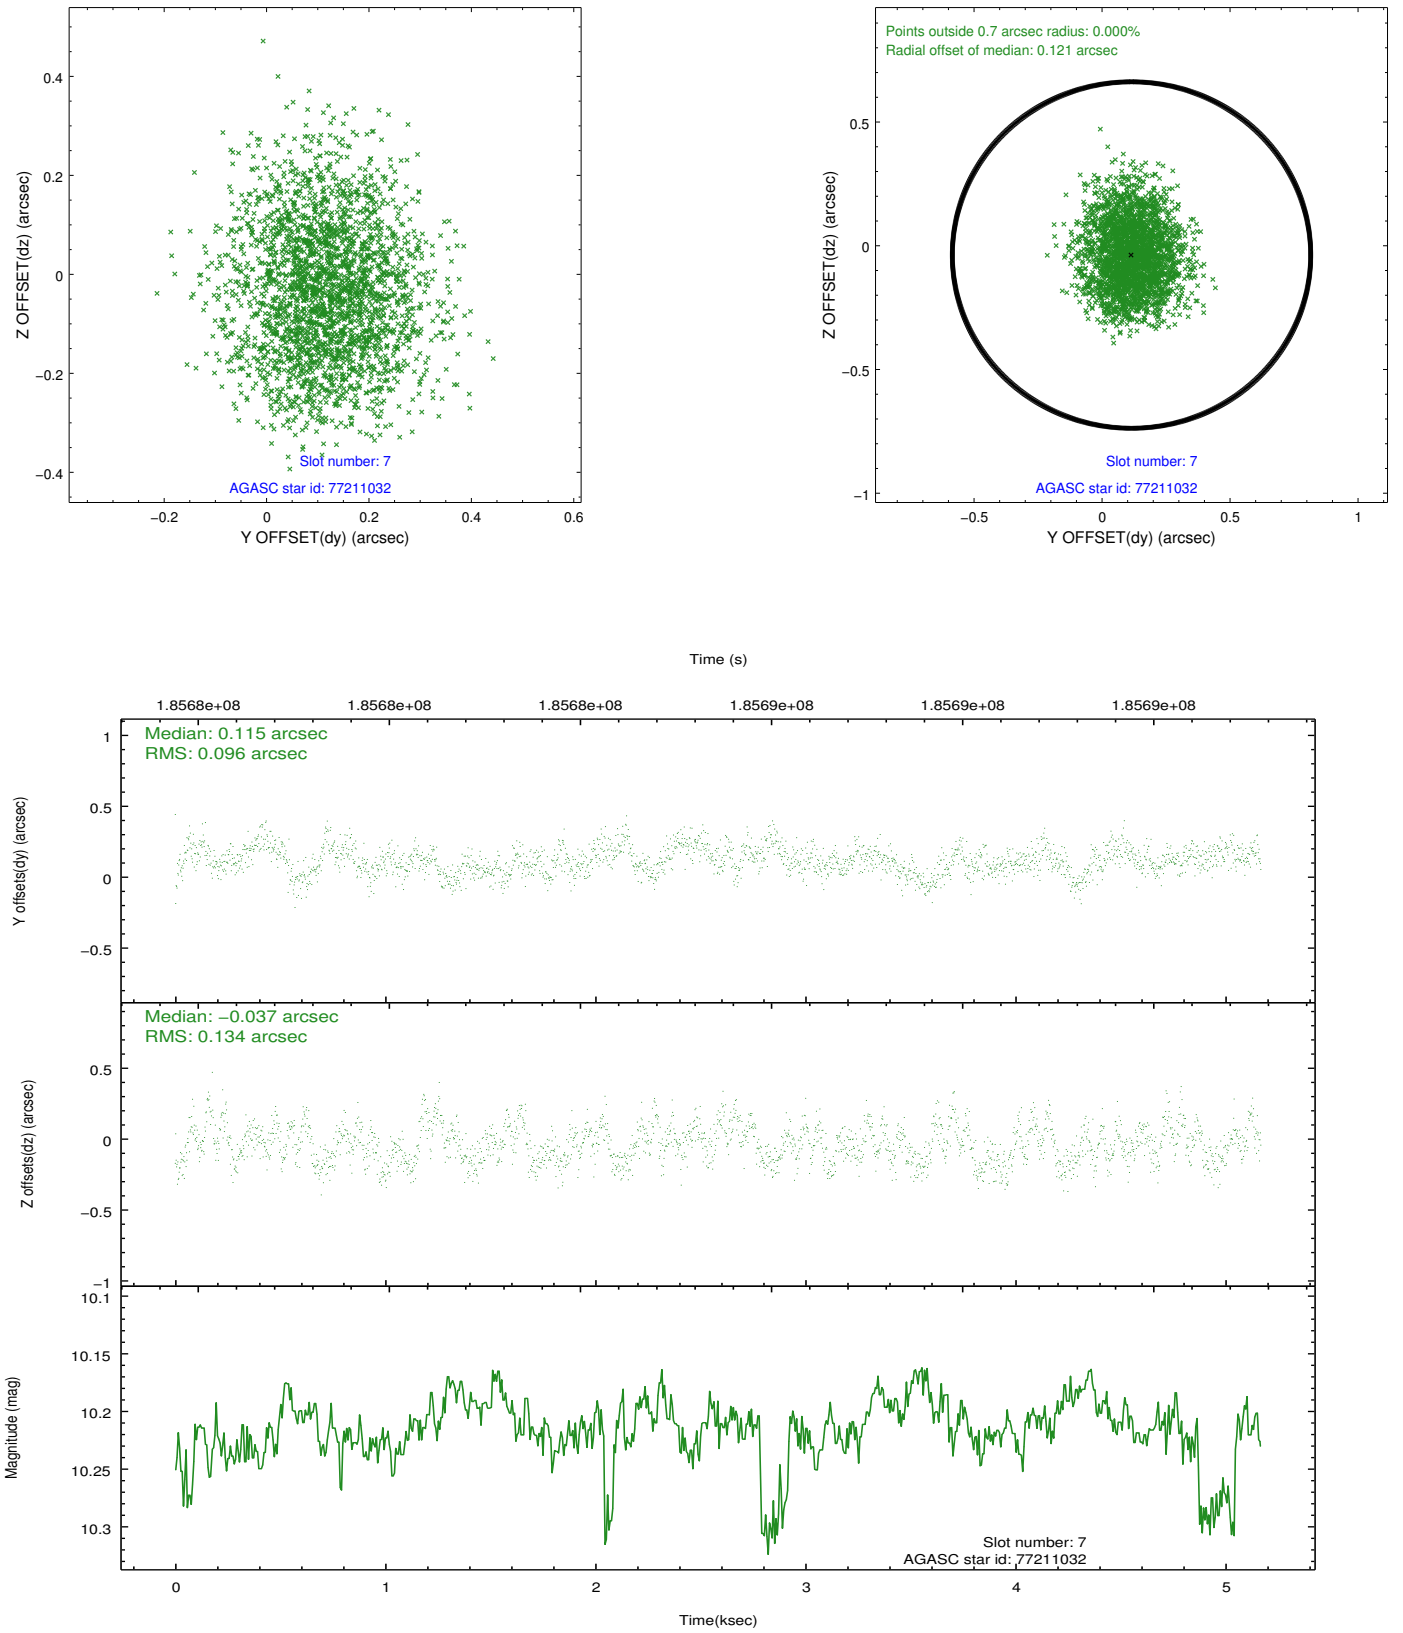 0.4
0.2
0
−0.2
−0.4
Z OFFSET(dz) (arcsec)
Slot number: 7
AGASC star id: 77211032
−0.2 0 0.2 0.4 0.6
Y OFFSET(dy) (arcsec)
Points outside 0.7 arcsec radius: 0.000%
Radial offset of median: 0.121 arcsec
0.5
0
−0.5
−1
Z OFFSET(dz) (arcsec)
Slot number: 7
AGASC star id: 77211032
−0.5 0 0.5 1
Y OFFSET(dy) (arcsec)
Time (s)
1.8568e+08 1.8568e+08 1.8568e+08 1.8569e+08 1.8569e+08 1.8569e+08
Median: 0.115 arcsec
RMS: 0.096 arcsec
1
0.5
0
−0.5
Y offsets(dy) (arcsec)
Median: −0.037 arcsec
RMS: 0.134 arcsec
0.5
0
−0.5
−1
Z offsets(dz) (arcsec)
10.1
10.15
10.2
10.25
10.3
Magnitude (mag)
Slot number: 7
AGASC star id: 77211032
0 1 2 3 4 5
Time(ksec)